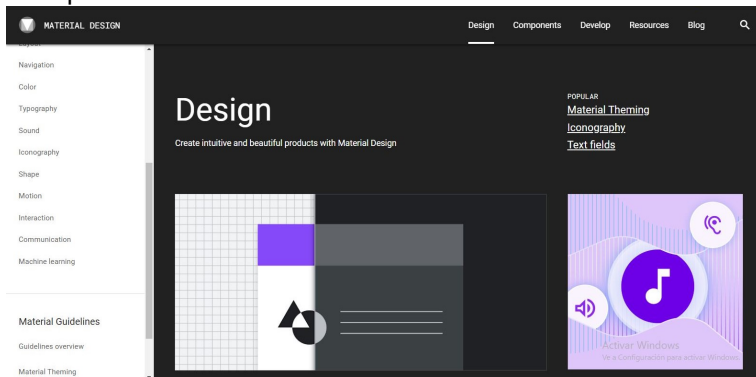 MATERIAL DESIGN
Design Components Develop Resources Blog
Navigation
Color
Typography
Sound
Iconography
Shape
Motion
Interaction
Communication
Machine learning
Material Guidelines
Guidelines overview
Material Theming
Design
Create intuitive and beautiful products with Material Design
POPULAR
Material Theming
Iconography
Text fields
Activar Windows
Ve a Configuración para activar Windows.